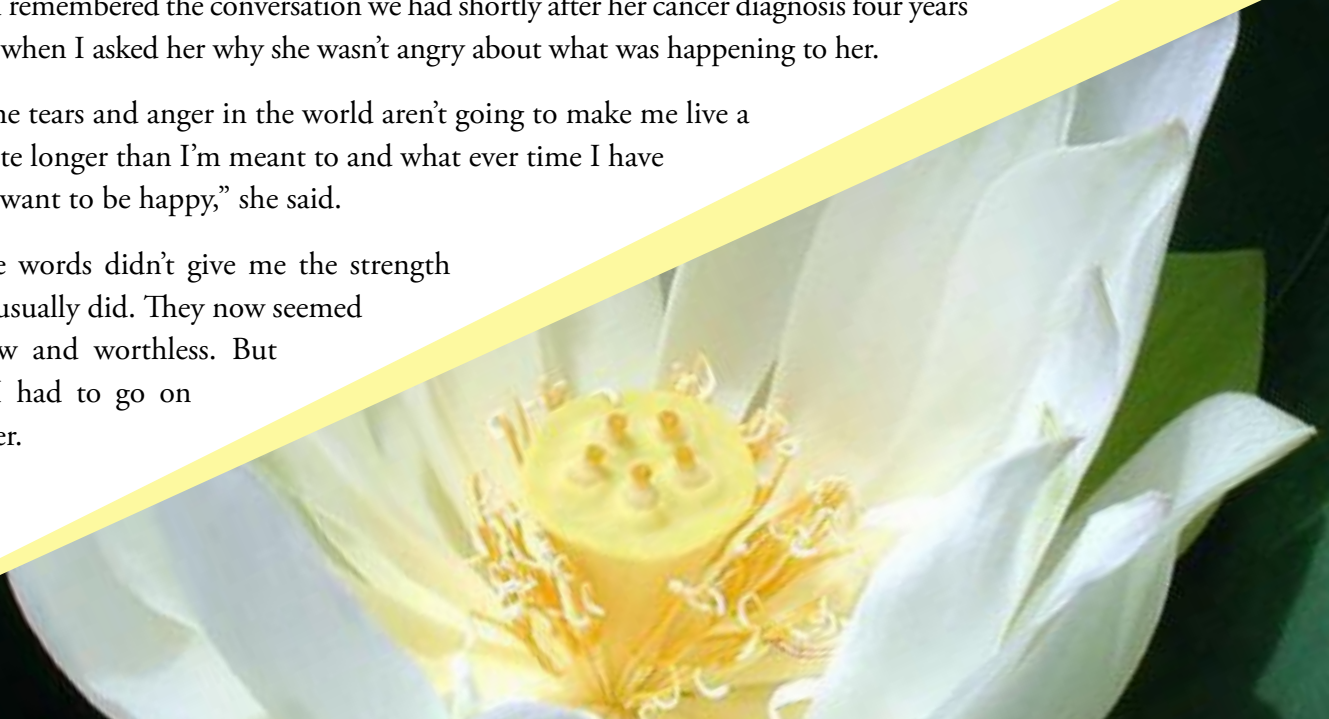 remembered the conversation we had shortly after her cancer diagnosis four years
when I asked her why she wasn’t angry about what was happening to her.
tears and anger in the world aren’t going to make me live a
longer than I’m meant to and what ever time I have
want to be happy,” she said.
words didn’t give me the strength
usually did. They now seemed
and worthless. But
I had to go on